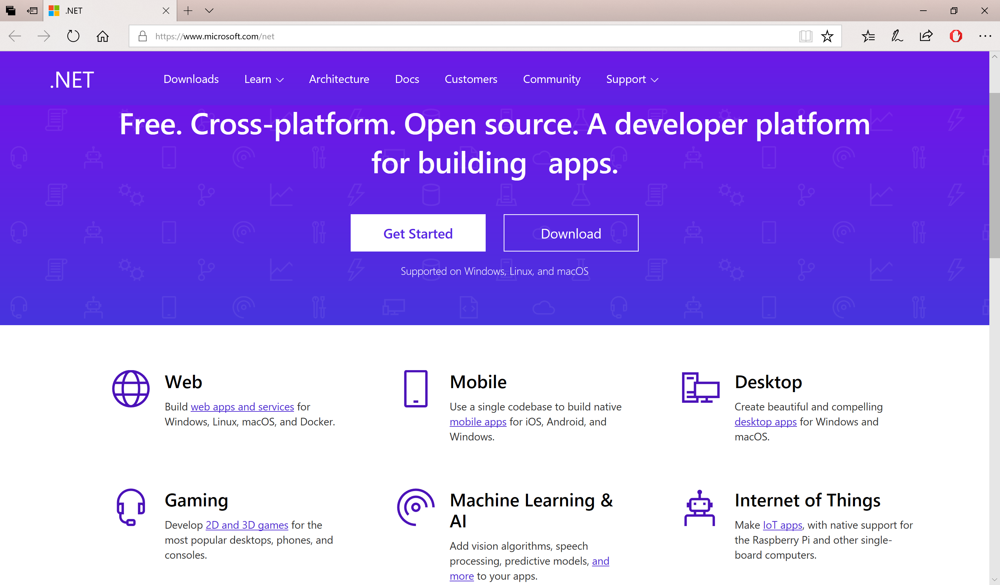 .NET
https://www.microsoft.com/net
.NET
Downloads
Learn
Architecture
Docs
Customers
Community
Support
Free. Cross-platform. Open source. A developer platform
for building apps.
Get Started
Download
Supported on Windows, Linux, and macOS
Web
Build web apps and services for
Windows, Linux, macOS, and Docker.
Mobile
Use a single codebase to build native
mobile apps for iOS, Android, and
Windows.
Desktop
Create beautiful and compelling
desktop apps for Windows and
macOS.
Gaming
Develop 2D and 3D games for the
most popular desktops, phones, and
consoles.
Machine Learning &
AI
Add vision algorithms, speech
processing, predictive models, and
more to your apps.
Internet of Things
Make IoT apps, with native support for
the Raspberry Pi and other single-
board computers.